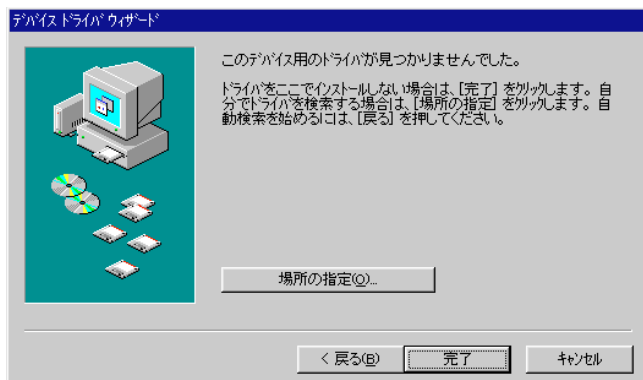 ﾃﾞﾊﾞｲｽ ﾄﾞﾗｲﾊﾞ ｳｨｻﾞｰﾄﾞ
このﾃﾞﾊﾞｲｽ用のﾄﾞﾗｲﾊﾞが見つかりませんでした。
ﾄﾞﾗｲﾊﾞをここでｲﾝｽﾄｰﾙしない場合は、[完了] をｸﾘｯｸします。自
分でﾄﾞﾗｲﾊﾞを検索する場合は、[場所の指定] をｸﾘｯｸします。自
動検索を始めるには、[戻る] を押してください。
場所の指定(O)...
< 戻る(B)
完了
ｷｬﾝｾﾙ